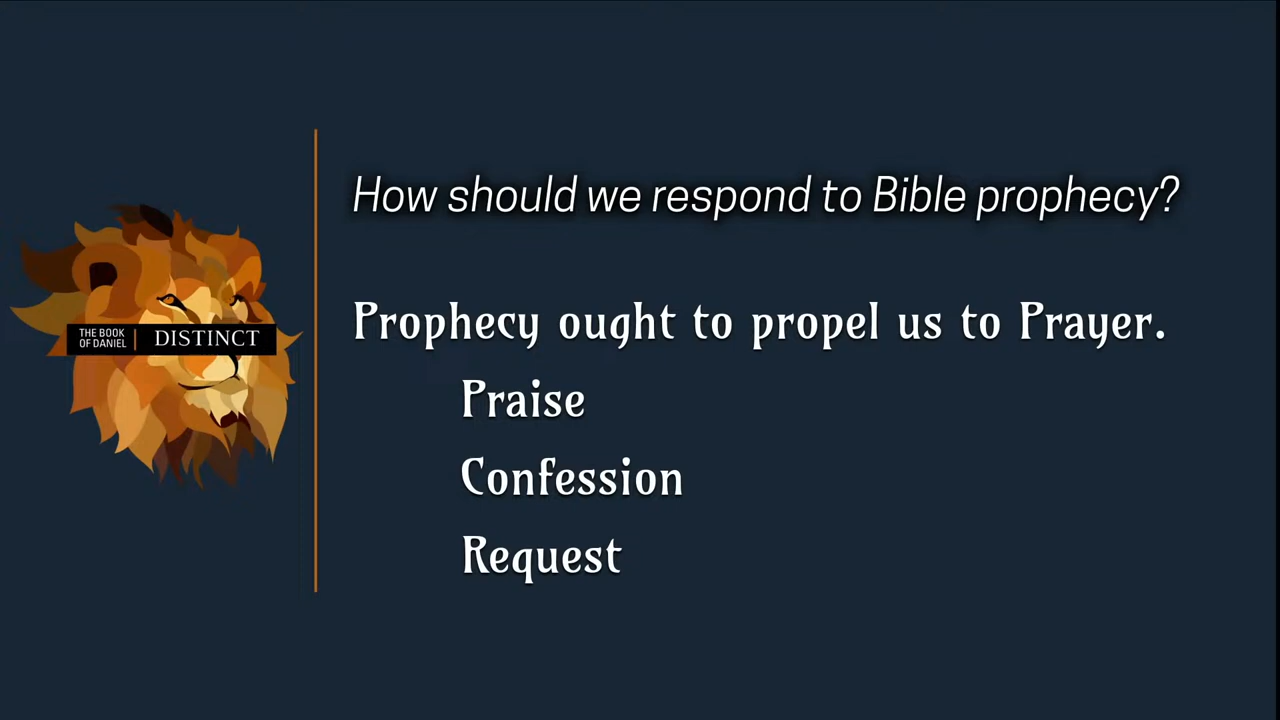 How should we respond to Bible prophecy?
THE BOOK
OF DANIEL
DISTINCT
Prophecy ought to propel us to Prayer.
Praise
Confession
Request